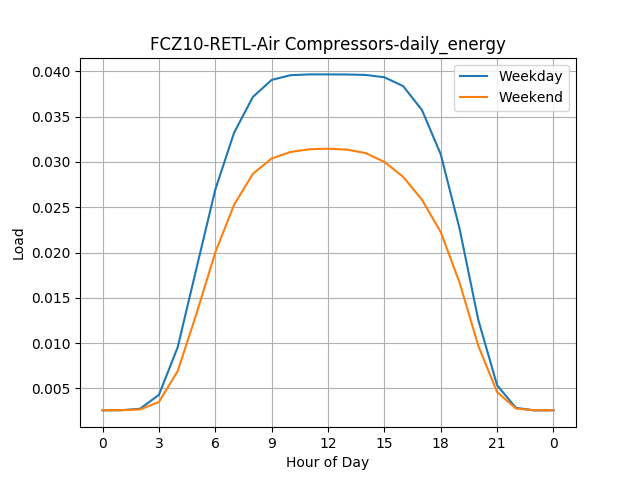 FCZ10-RETL-Air Compressors-daily_energy
Weekday
Weekend
0.040
0.035
0.030
0.025
0.020
0.015
0.010
0.005
Load
0 3 6 9 12 15 18 21 0
Hour of Day